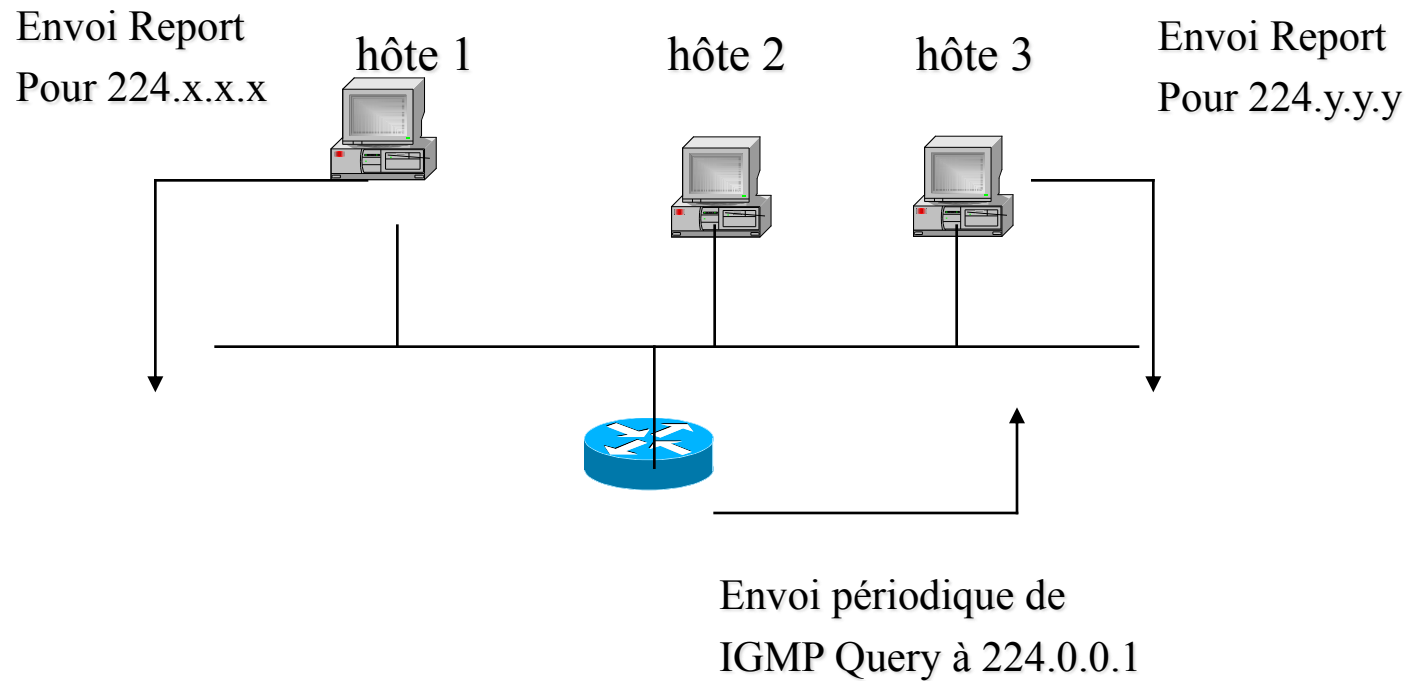 Envoi Report
Pour 224.x.x.x
hôte 1
hôte 2
hôte 3
Envoi Report
Pour 224.y.y.y
Envoi périodique de
IGMP Query à 224.0.0.1